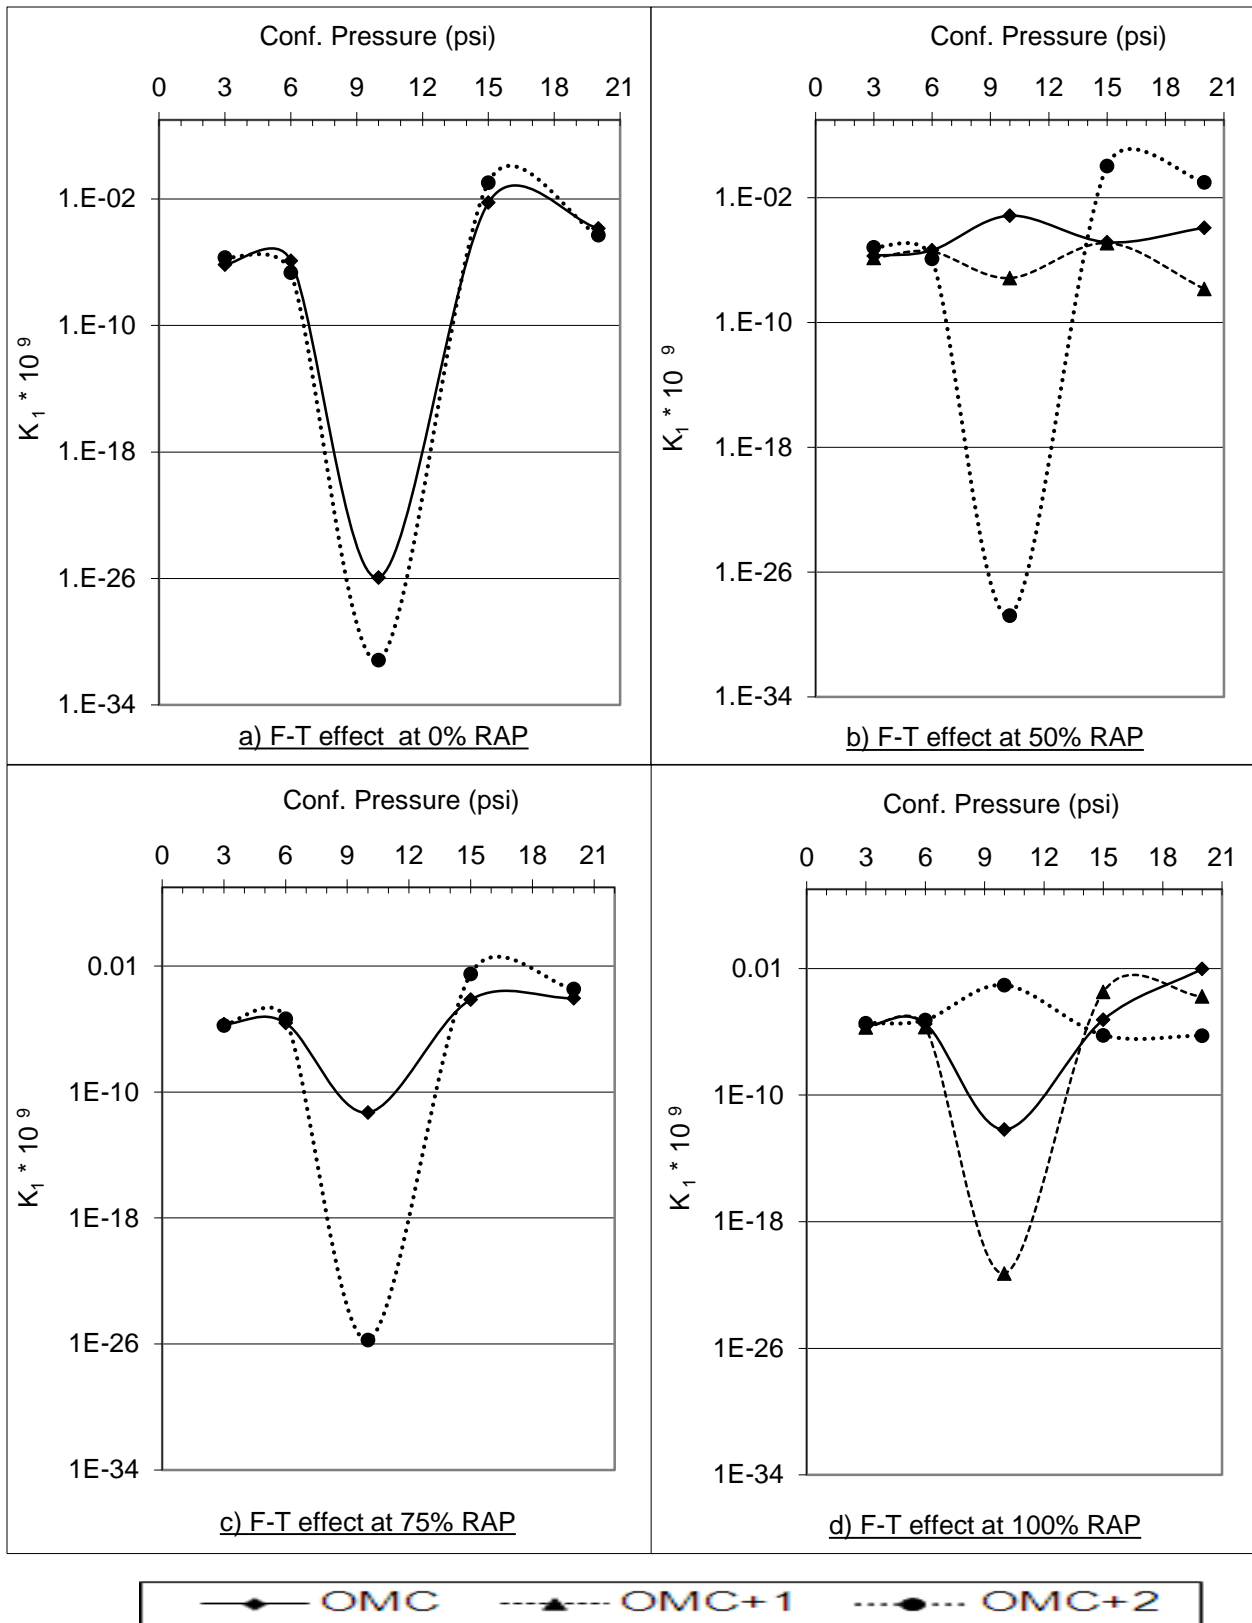 Conf. Pressure (psi)
0 3 6 9 12 15 18 21
1.E-02
1.E-10
1.E-18
1.E-26
1.E-34
K 1 * 10 9
a) F-T effect at 0% RAP
Conf. Pressure (psi)
0 3 6 9 12 15 18 21
1.E-02
1.E-10
1.E-18
1.E-26
1.E-34
K1 * 10 9
b) F-T effect at 50% RAP
Conf. Pressure (psi)
0 3 6 9 12 15 18 21
0.01
1E-10
1E-18
1E-26
1E-34
K1 * 10 9
c) F-T effect at 75% RAP
Conf. Pressure (psi)
0 3 6 9 12 15 18 21
0.01
1E-10
1E-18
1E-26
1E-34
K1 * 10 9
d) F-T effect at 100% RAP
OMC OMC+1 OMC+2